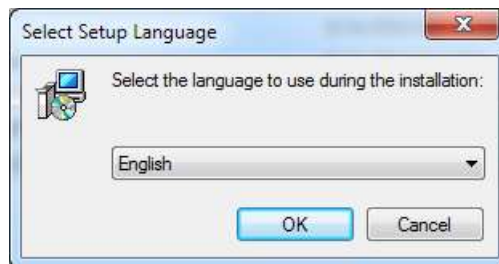 Select Setup Language
Select the language to use during the installation:
English
OK
Cancel